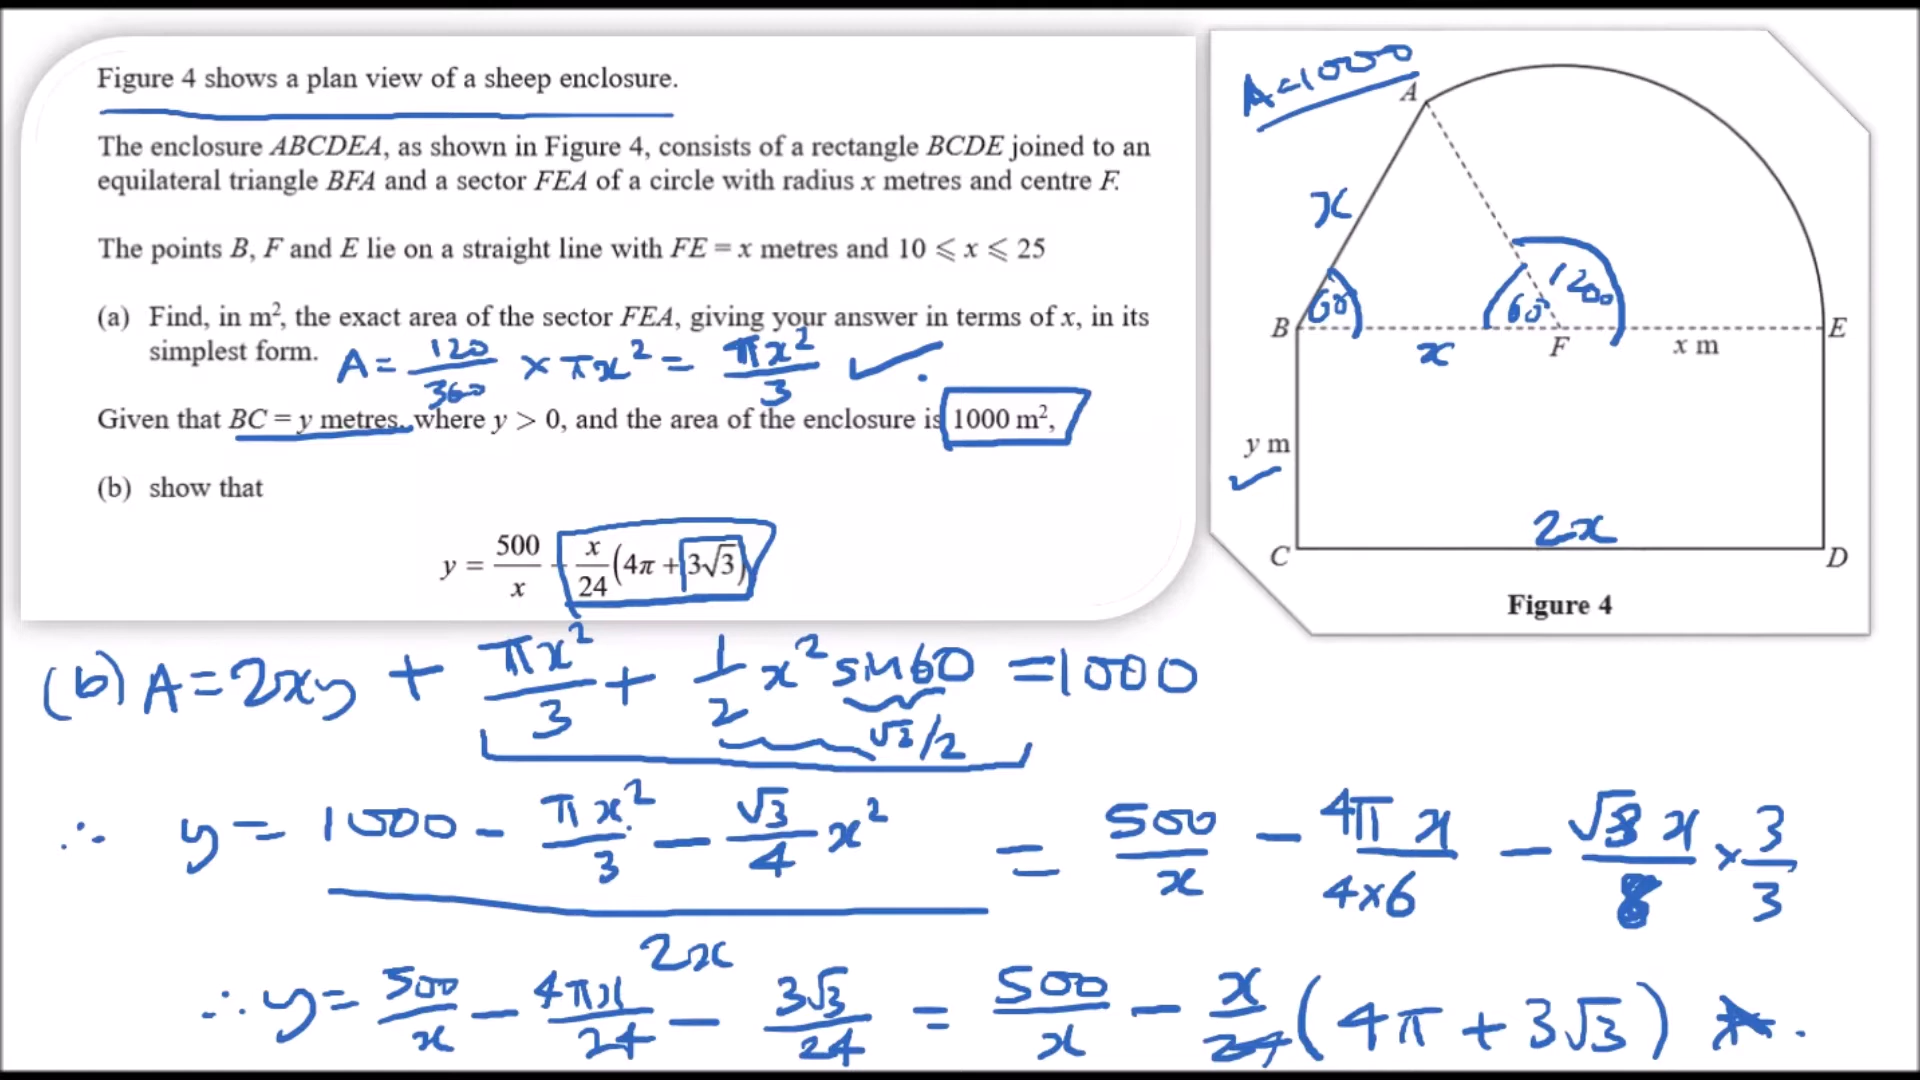 Figure 4 shows a plan view of a sheep enclosure.
The enclosure ABCDEA, as shown in Figure 4, consists of a rectangle BCDE joined to an
equilateral triangle BFA and a sector FEA of a circle with radius x metres and centre F.
The points B, F and E lie on a straight line with FE = x metres and 10 ⩽ x ⩽ 25
(a) Find, in m², the exact area of the sector FEA, giving your answer in terms of x, in its
simplest form. A = 120/360 × πx² = πx²/3 ✓.
Given that BC = y metres, where y > 0, and the area of the enclosure is 1000 m²,
(b) show that
y = 500/x - x/24 (4π + 3√3)
A=1000
A
x
60°
60°
120°
B
F
E
x
x m
y m
✓
2x
C
D
Figure 4
(b) A = 2xy + πx²/3 + 1/2 x² sin60 = 1000
√3/2
∴ y = (1000 - πx²/3 - √3/4 x²)/2x = 500/x - 4πx/4×6 - √3x/8 × 3/3
∴ y = 500/x - 4πx/24 - 3√3/24 = 500/x - x/24 (4π + 3√3)